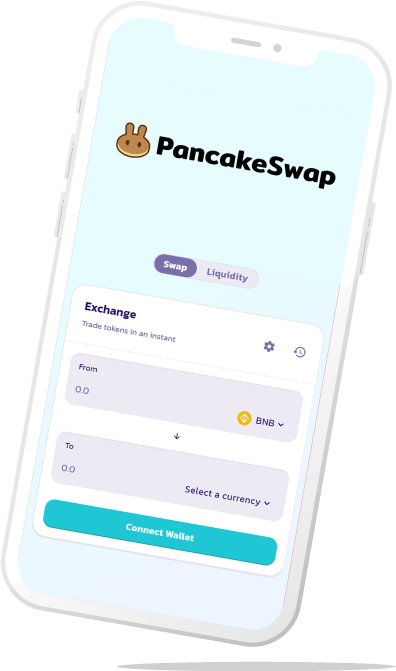 PancakeSwap
Swap Liquidity
Exchange
Trade tokens in an instant
From
0.0
BNB
To
0.0
Select a currency
Connect Wallet